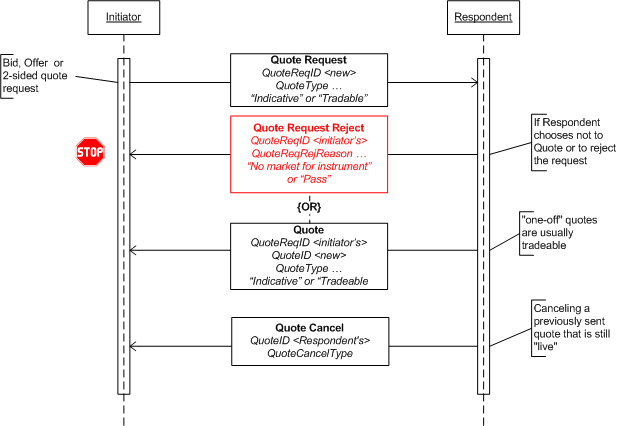 Initiator
Respondent
Bid, Offer or
2-sided quote
request
Quote Request
QuoteReqID <new>
QuoteType ...
“Indicative” or “Tradable”
Quote Request Reject
QuoteReqID <initiator's>
QuoteReqRejReason ...
“No market for instrument”
or “Pass”
STOP
If Respondent
chooses not to
Quote or to reject
the request
{OR}
Quote
QuoteReqID <initiator's>
QuoteID <new>
QuoteType ...
“Indicative” or “Tradeable
"one-off" quotes
are usually
tradeable
Quote Cancel
QuoteID <Respondent's>
QuoteCancelType
Canceling a
previously sent
quote that is still
"live"